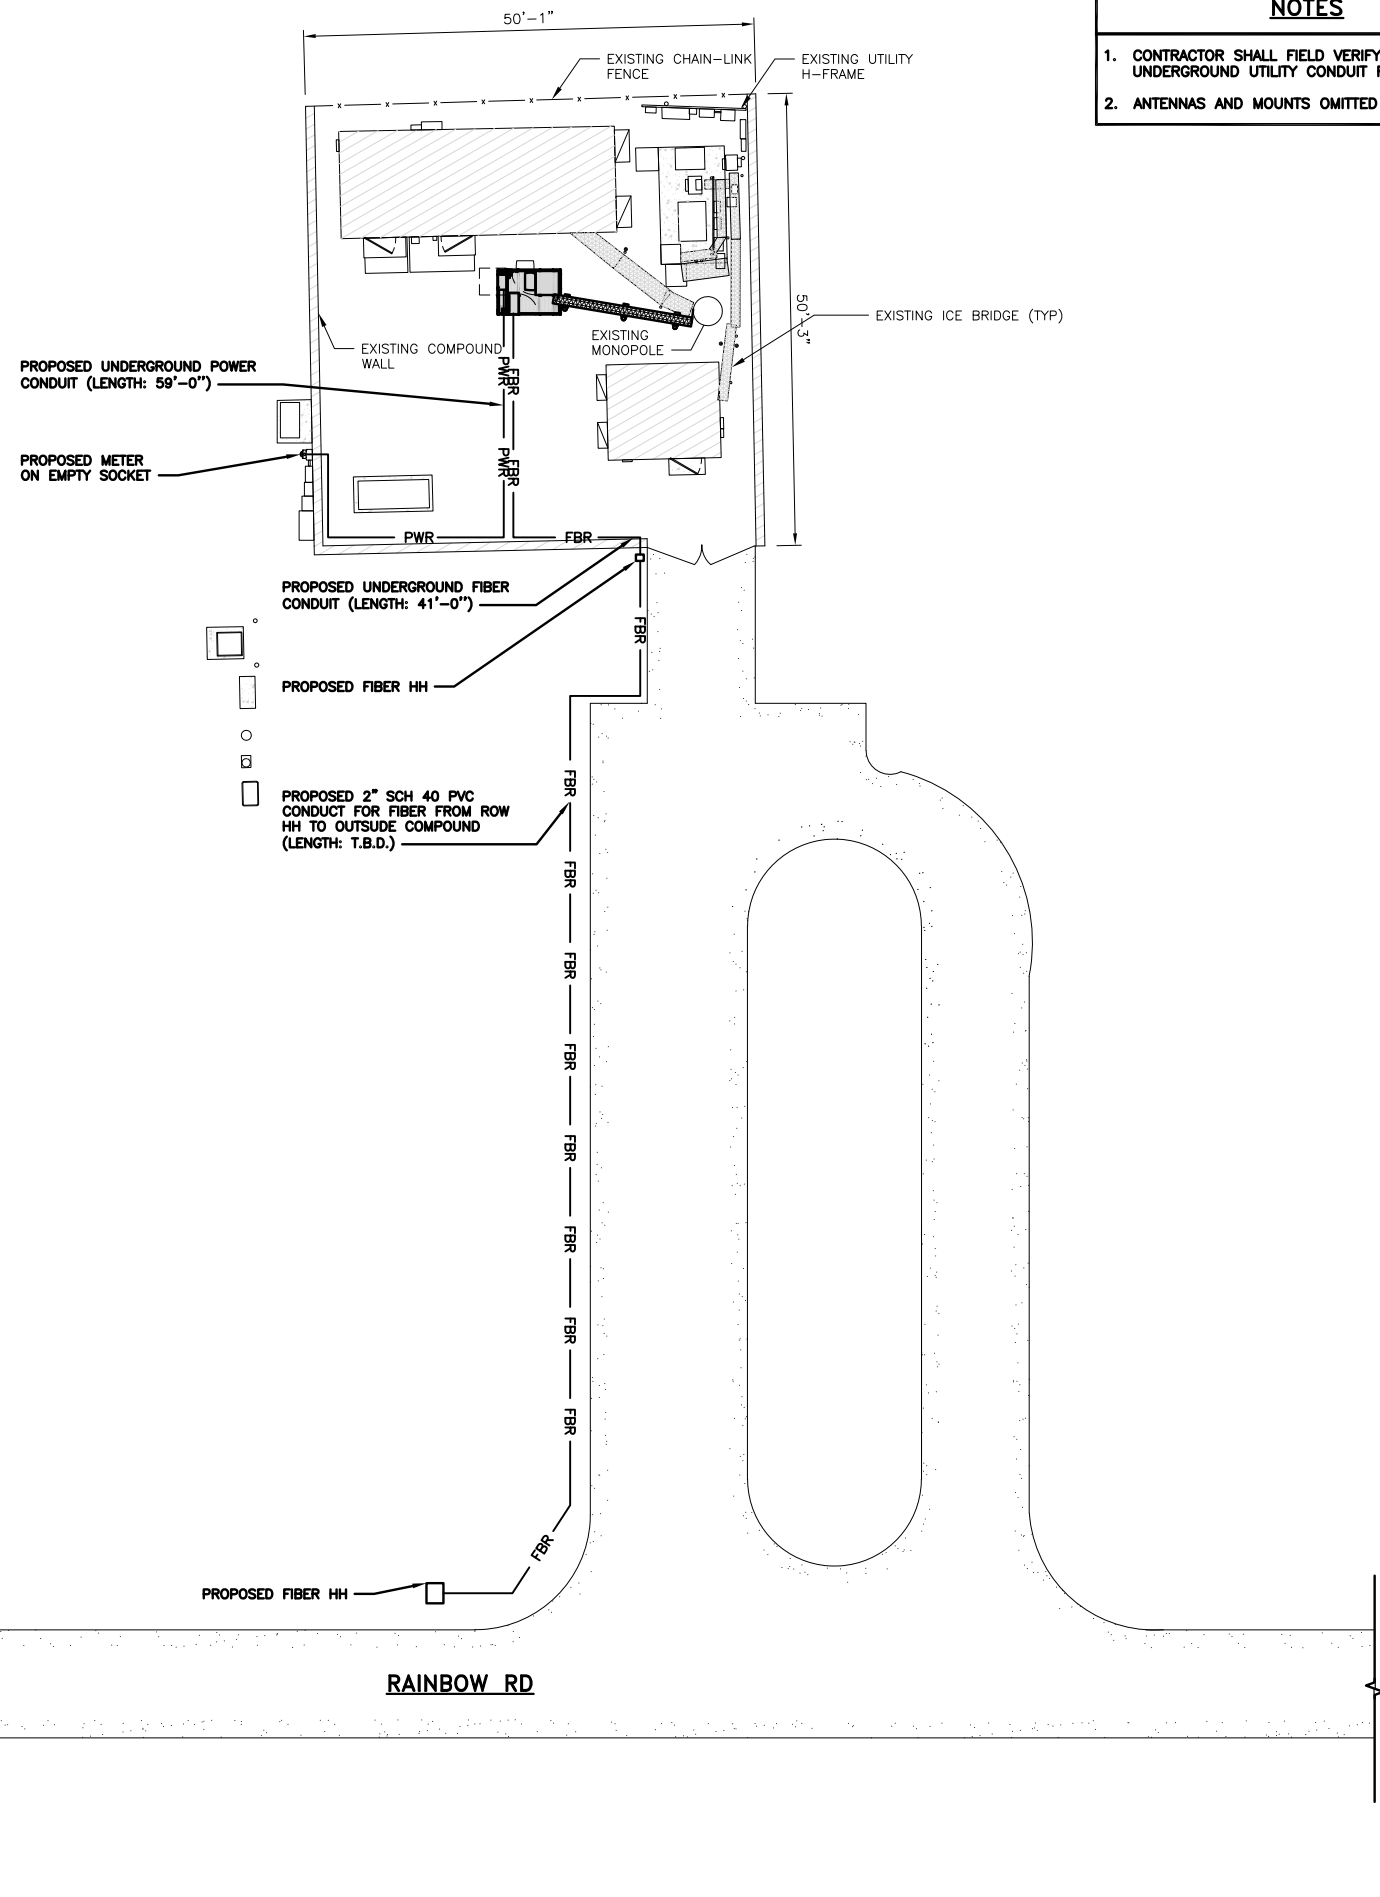 50'-1"
NOTES
EXISTING CHAIN-LINK
FENCE
EXISTING UTILITY
H-FRAME
1. CONTRACTOR SHALL FIELD VERIFY
UNDERGROUND UTILITY CONDUIT
2. ANTENNAS AND MOUNTS OMITTED
x x x x x x x x x
50'-3"
EXISTING ICE BRIDGE (TYP)
EXISTING
MONOPOLE
EXISTING COMPOUND
WALL
PROPOSED UNDERGROUND POWER
CONDUIT (LENGTH: 59'-0")
PWR
FBR
PROPOSED METER
ON EMPTY SOCKET
PWR
FBR
PWR
FBR
PROPOSED UNDERGROUND FIBER
CONDUIT (LENGTH: 41'-0")
FBR
PROPOSED FIBER HH
FBR
PROPOSED 2" SCH 40 PVC
CONDUCT FOR FIBER FROM ROW
HH TO OUTSUDE COMPOUND
(LENGTH: T.B.D.)
FBR
FBR
FBR
FBR
FBR
FBR
FBR
FBR
PROPOSED FIBER HH
RAINBOW RD